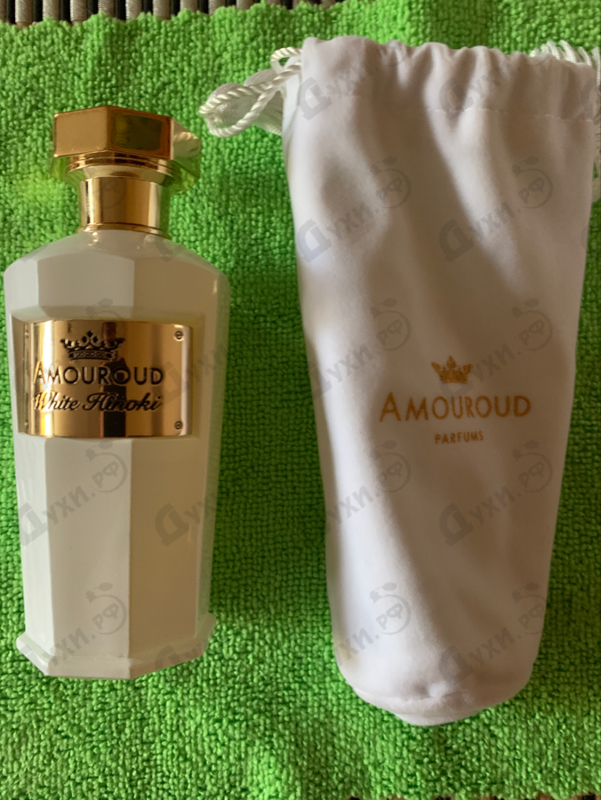 AMOUROUD
White Hinoki
AMOUROUD
PARFUMS
Духи.РФ